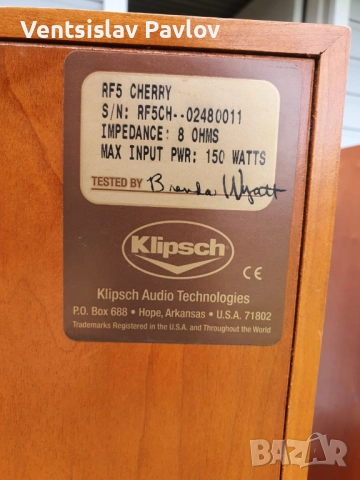 Ventsislav Pavlov
RF5 CHERRY
S/N: RF5CH--02480011
IMPEDANCE: 8 OHMS
MAX INPUT PWR: 150 WATTS
TESTED BY Brenda Wyatt
Klipsch
CE
Klipsch Audio Technologies
P.O. Box 688 • Hope, Arkansas • U.S.A. 71802
Trademarks Registered in the U.S.A. and Throughout the World
BAZAR